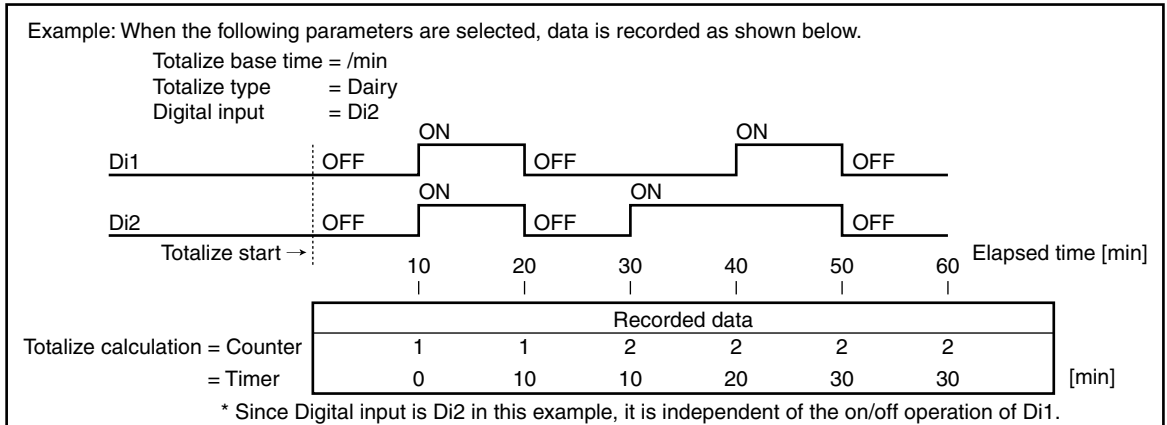 Example: When the following parameters are selected, data is recorded as shown below.
Totalize base time = /min
Totalize type = Dairy
Digital input = Di2
ON ON
Di1 OFF OFF OFF
ON ON
Di2 OFF OFF OFF
Totalize start → Elapsed time [min]
10 20 30 40 50 60
Recorded data
Totalize calculation = Counter 1 1 2 2 2 2
= Timer 0 10 10 20 30 30 [min]
* Since Digital input is Di2 in this example, it is independent of the on/off operation of Di1.